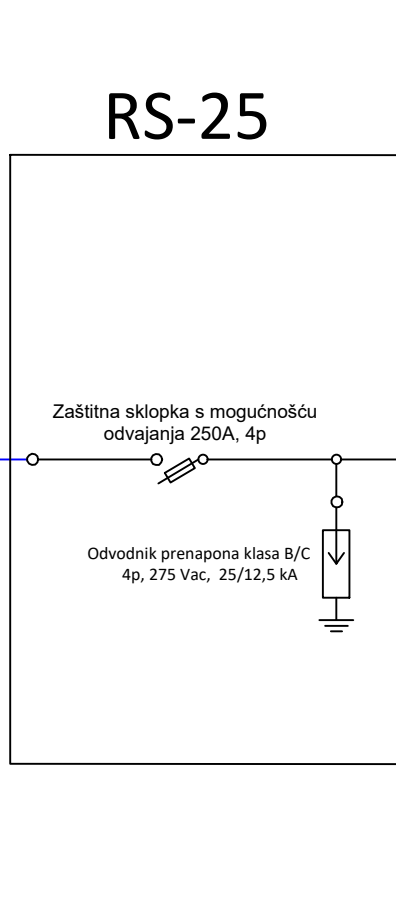 RS-25
Zaštitna sklopka s mogućnošću
odvajanja 250A, 4p
Odvodnik prenapona klasa B/C
4p, 275 Vac, 25/12,5 kA